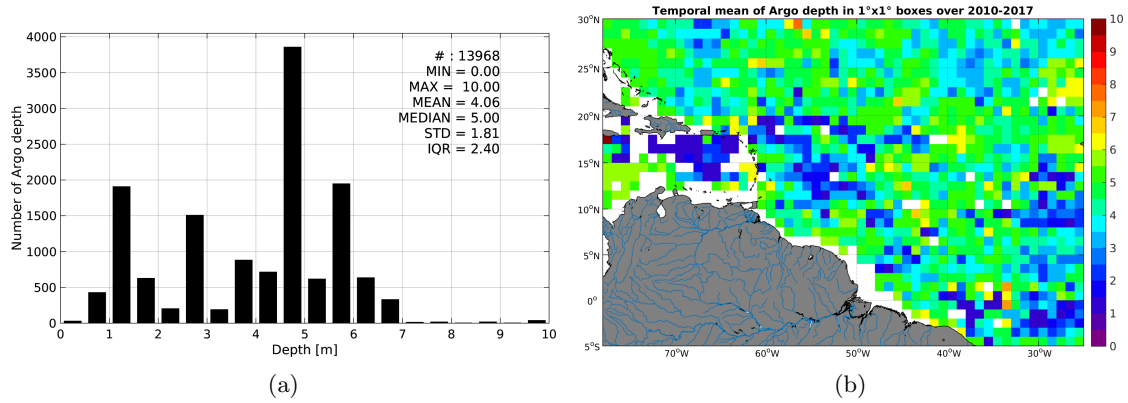 4000
3500
3000
2500
2000
1500
1000
500
0
Number of Argo depth
# : 13968
MIN = 0.00
MAX = 10.00
MEAN = 4.06
MEDIAN = 5.00
STD = 1.81
IQR = 2.40
0 1 2 3 4 5 6 7 8 9 10
Depth [m]
(a)
Temporal mean of Argo depth in 1°x1° boxes over 2010-2017
30°N
25°N
20°N
15°N
10°N
5°N
0°
5°S
70°W 60°W 50°W 40°W 30°W
10
9
8
7
6
5
4
3
2
1
0
(b)